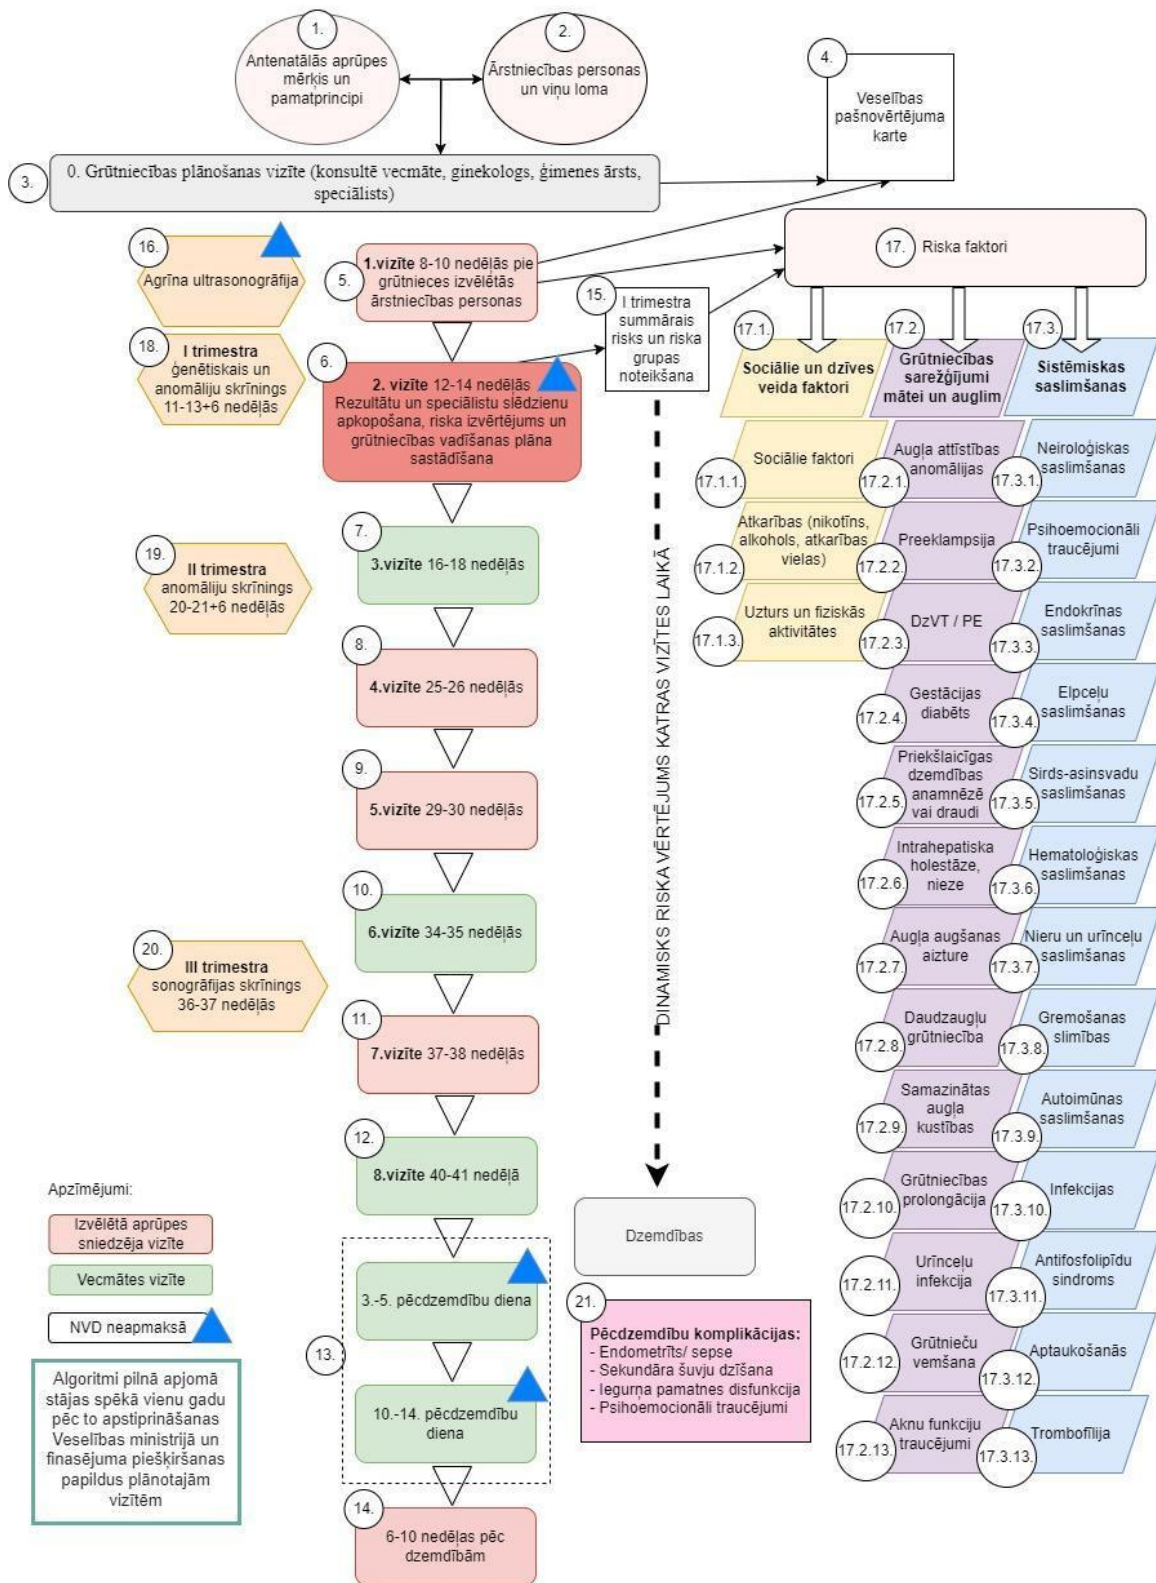 1.
Antenatālās aprūpes
mērķis un
pamatprincipi
2.
Ārstniecības personas
un viņu loma
4.
Veselības
pašnovērtējuma
karte
3.
0. Grūtniecības plānošanas vizīte (konsultē vecmāte, ginekologs, ģimenes ārsts,
speciālists)
16.
Agrīna ultrasonogrāfija
5.
1.vizīte 8-10 nedēļās pie
grūtnieces izvēlētās
ārstniecības personas
17.
Riska faktori
15.
I trimestra
summārais
risks un riska
grupas
noteikšana
18.
I trimestra
ģenētiskais un
anomāliju skrīnings
11-13+6 nedēļās
6.
2. vizīte 12-14 nedēļās
Rezultātu un speciālistu slēdzienu
apkopošana, riska izvērtējums un
grūtniecības vadīšanas plāna
sastādīšana
7.
3.vizīte 16-18 nedēļās
19.
II trimestra
anomāliju skrīnings
20-21+6 nedēļās
8.
4.vizīte 25-26 nedēļās
9.
5.vizīte 29-30 nedēļās
10.
6.vizīte 34-35 nedēļās
20.
III trimestra
sonogrāfijas skrīnings
36-37 nedēļās
11.
7.vizīte 37-38 nedēļās
12.
8.vizīte 40-41 nedēļā
13.
3.-5. pēcdzemdību diena
10.-14. pēcdzemdību
diena
14.
6-10 nedēļas pēc
dzemdībām
DINAMISKS RISKA VĒRTĒJUMS KATRAS VIZĪTES LAIKĀ
Dzemdības
21.
Pēcdzemdību komplikācijas:
- Endometrīts/ sepse
- Sekundāra šuvju dzīšana
- Iegurņa pamatnes disfunkcija
- Psihoemocionāli traucējumi
17.1.
Sociālie un dzīves
veida faktori
17.1.1.
Sociālie faktori
17.1.2.
Atkarības (nikotīns,
alkohols, atkarības
vielas)
17.1.3.
Uzturs un fiziskās
aktivitātes
17.2.
Grūtniecības
sarežģījumi
mātei un auglim
17.2.1.
Augļa attīstības
anomālijas
17.2.2.
Preeklampsija
17.2.3.
DzVT / PE
17.2.4.
Gestācijas
diabēts
17.2.5.
Priekšlaicīgas
dzemdības
anamnēzē
vai draudi
17.2.6.
Intrahepatiska
holestāze,
nieze
17.2.7.
Augļa augšanas
aizture
17.2.8.
Daudzaugļu
grūtniecība
17.2.9.
Samazinātas
augļa
kustības
17.2.10.
Grūtniecības
prolongācija
17.2.11.
Urīnceļu
infekcija
17.2.12.
Grūtnieču
vemšana
17.2.13.
Aknu funkciju
traucējumi
17.3.
Sistēmiskas
saslimšanas
17.3.1.
Neiroloģiskas
saslimšanas
17.3.2.
Psihoemocionāli
traucējumi
17.3.3.
Endokrīnas
saslimšanas
17.3.4.
Elpceļu
saslimšanas
17.3.5.
Sirds-asinsvadu
saslimšanas
17.3.6.
Hematoloģiskas
saslimšanas
17.3.7.
Nieru un urīnceļu
saslimšanas
17.3.8.
Gremošanas
slimības
17.3.9.
Autoimūnas
saslimšanas
17.3.10.
Infekcijas
17.3.11.
Antifosfolipīdu
sindroms
17.3.12.
Aptaukošanās
17.3.13.
Trombofīlija
Apzīmējumi:
Izvēlētā aprūpes
sniedzēja vizīte
Vecmātes vizīte
NVD neapmaksā
Algoritmi pilnā apjomā
stājas spēkā vienu gadu
pēc to apstiprināšanas
Veselības ministrijā un
finasējuma piešķiršanas
papildus plānotajām
vizītēm